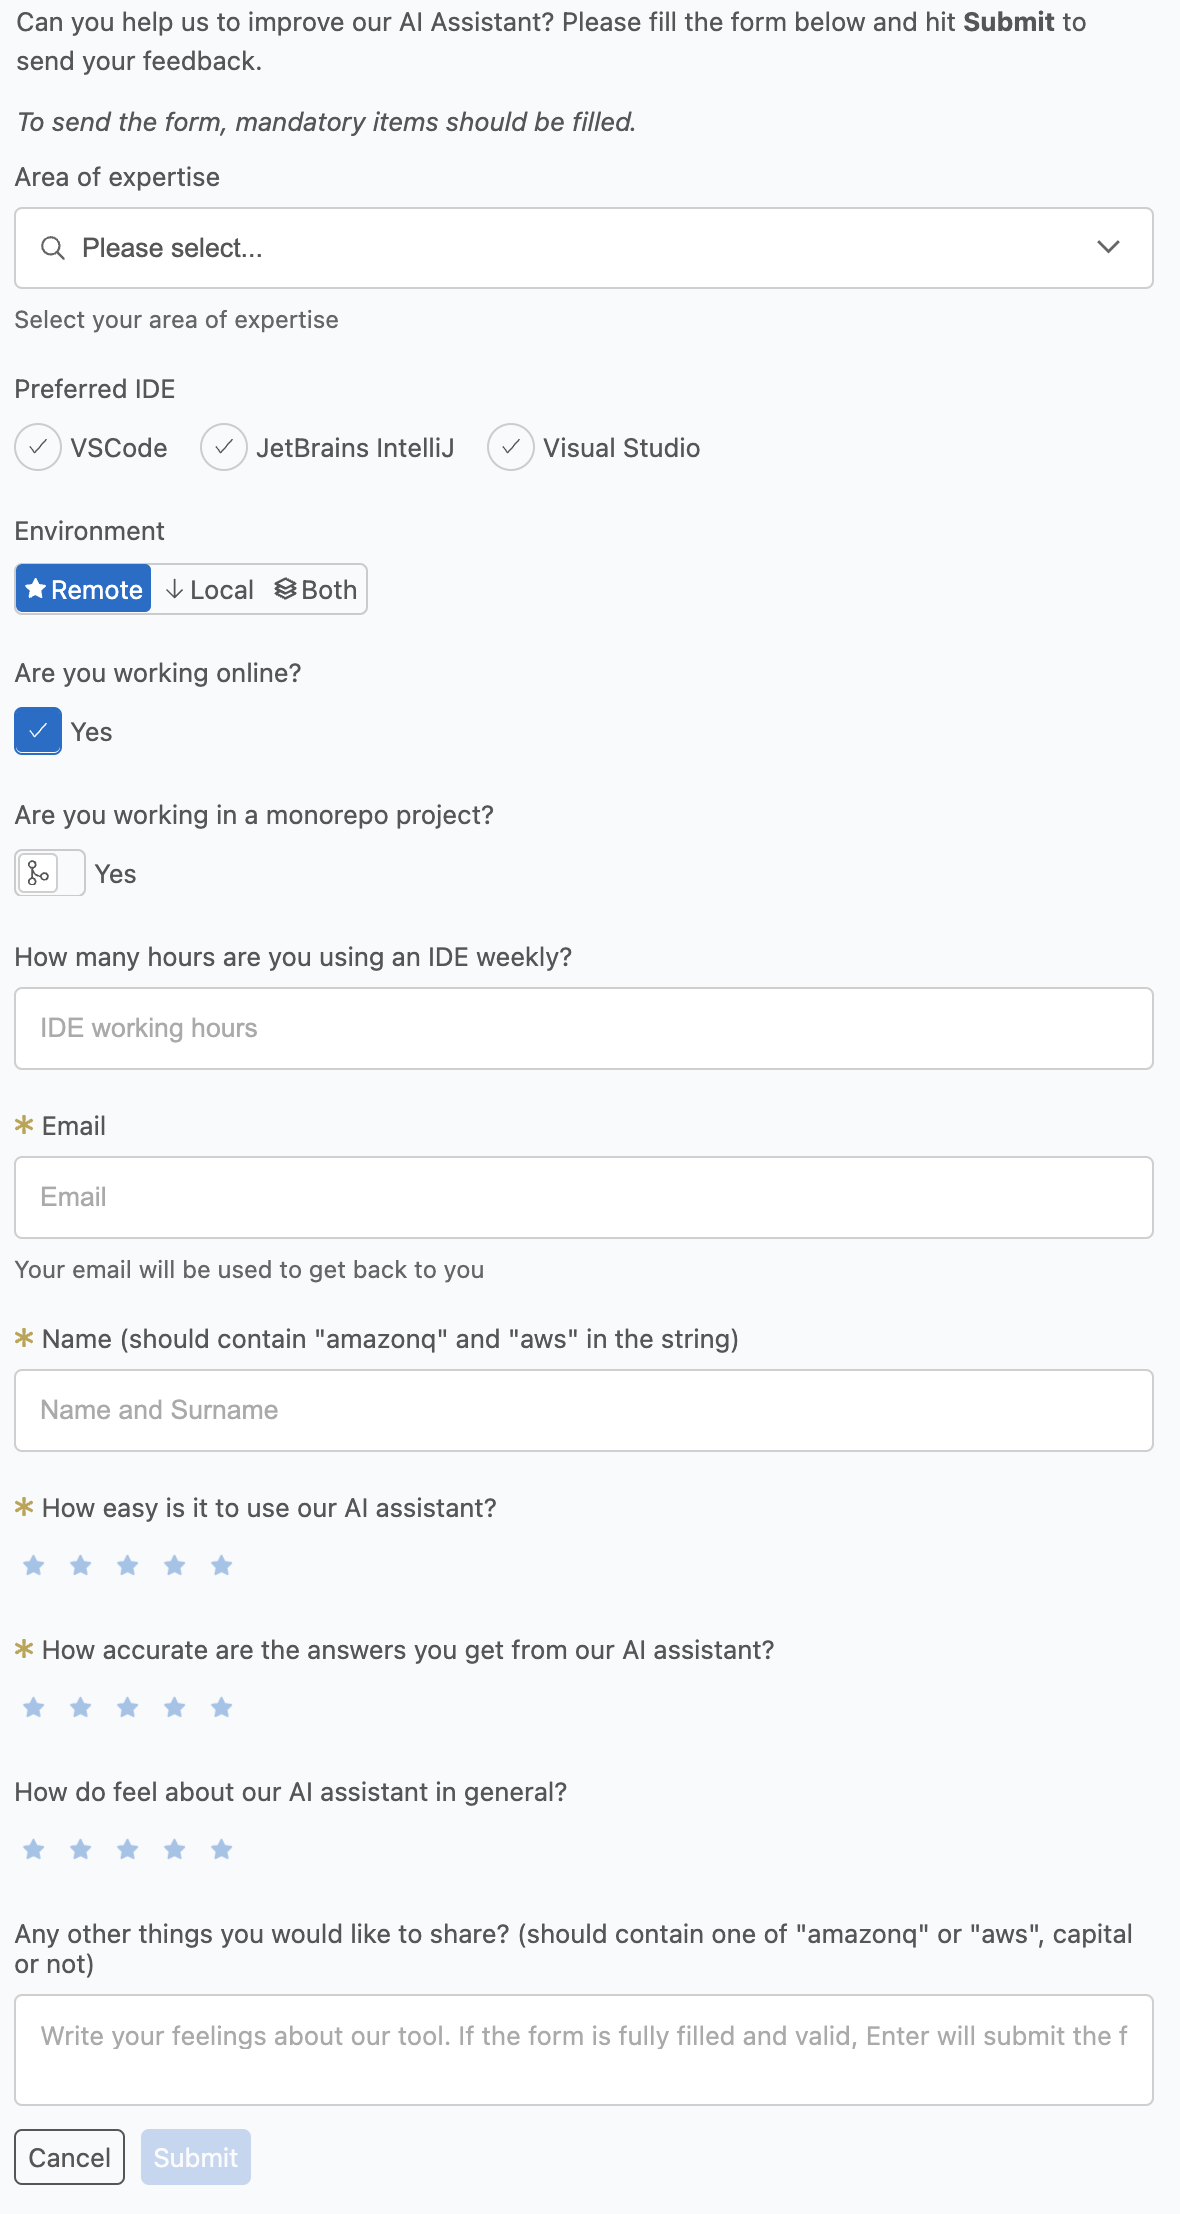 Can you help us to improve our AI Assistant? Please fill the form below and hit Submit to
send your feedback.
To send the form, mandatory items should be filled.
Area of expertise
Please select...
Select your area of expertise
Preferred IDE
VSCode JetBrains IntelliJ Visual Studio
Environment
Remote Local Both
Are you working online?
Yes
Are you working in a monorepo project?
Yes
How many hours are you using an IDE weekly?
IDE working hours
* Email
Email
Your email will be used to get back to you
* Name (should contain "amazonq" and "aws" in the string)
Name and Surname
* How easy is it to use our AI assistant?
* How accurate are the answers you get from our AI assistant?
How do feel about our AI assistant in general?
Any other things you would like to share? (should contain one of "amazonq" or "aws", capital
or not)
Write your feelings about our tool. If the form is fully filled and valid, Enter will submit the f
Cancel Submit